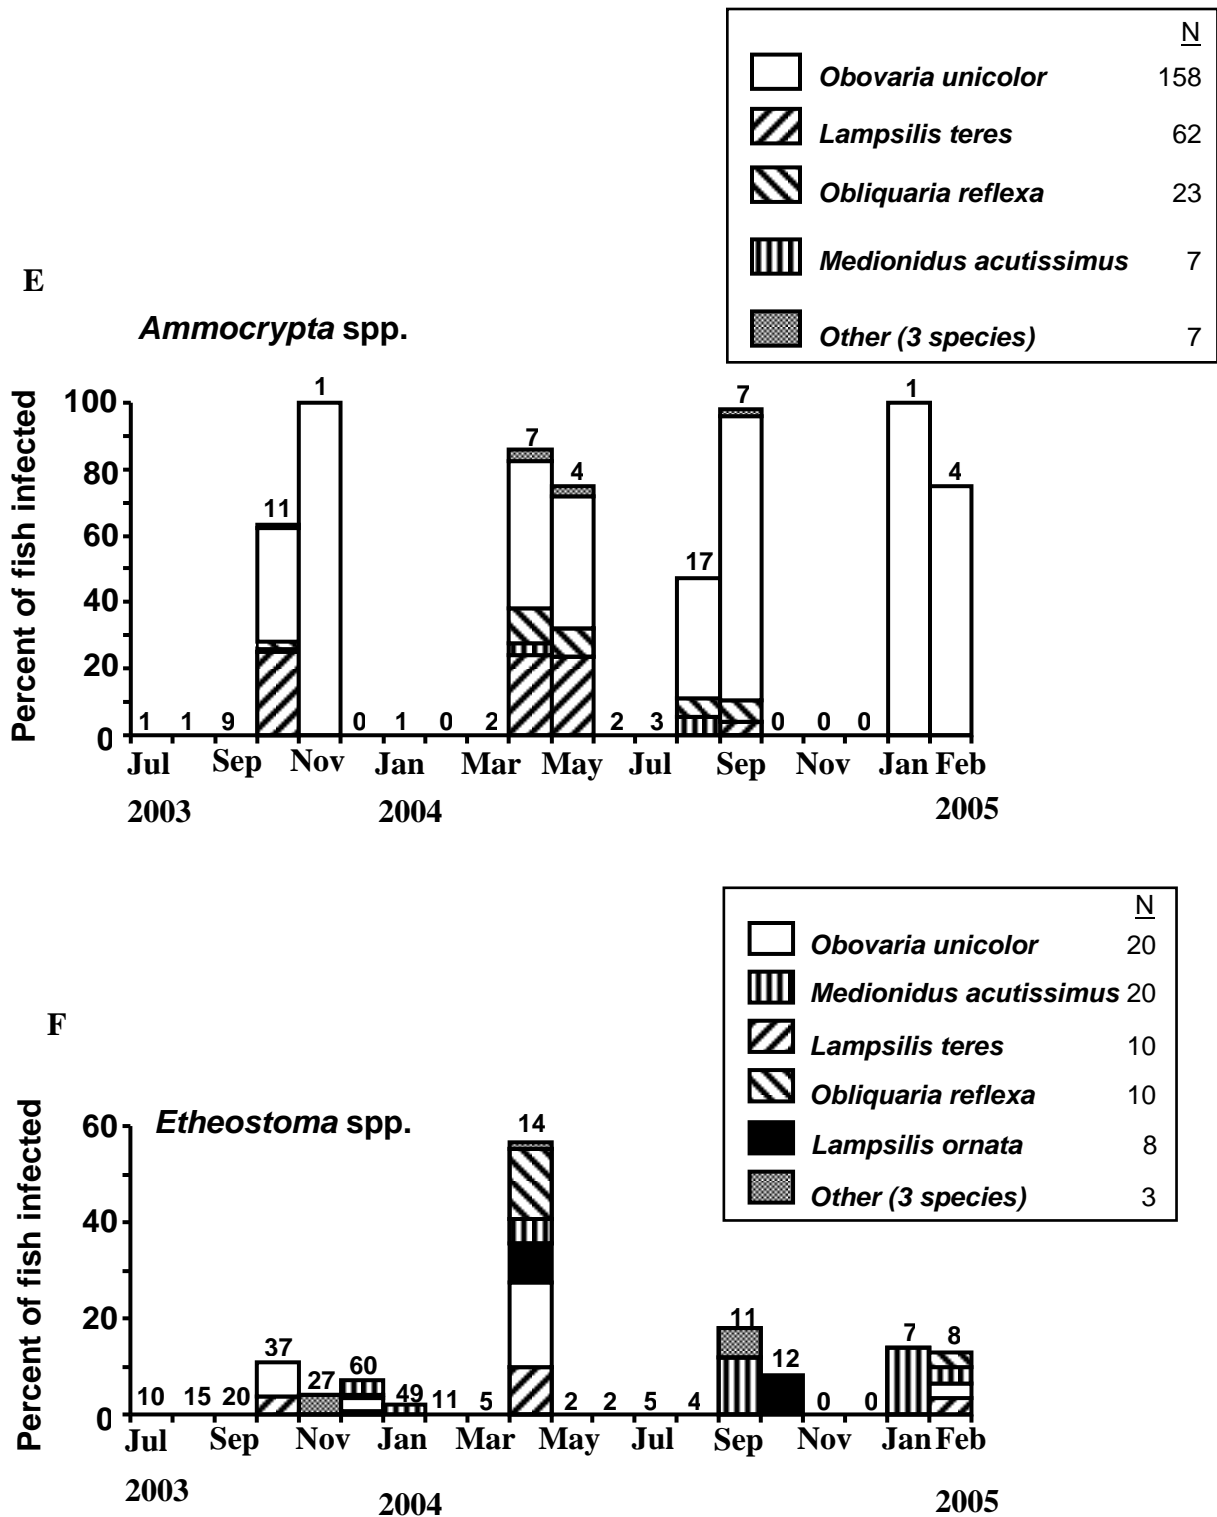 N
Obovaria unicolor 158
Lampsilis teres 62
Obliquaria reflexa 23
Medionidus acutissimus 7
Other (3 species) 7
E
Ammocrypta spp.
Percent of fish infected
100
80
60
40
20
0
1 1 9 11 1 0 1 0 2 7 4 2 3 17 7 0 0 0 1 4
Jul Sep Nov Jan Mar May Jul Sep Nov Jan Feb
2003 2004 2005
N
Obovaria unicolor 20
Medionidus acutissimus 20
Lampsilis teres 10
Obliquaria reflexa 10
Lampsilis ornata 8
Other (3 species) 3
F
Etheostoma spp.
Percent of fish infected
60
40
20
0
10 15 20 37 27 60 49 11 5 14 2 2 5 4 11 12 0 0 7 8
Jul Sep Nov Jan Mar May Jul Sep Nov Jan Feb
2003 2004 2005